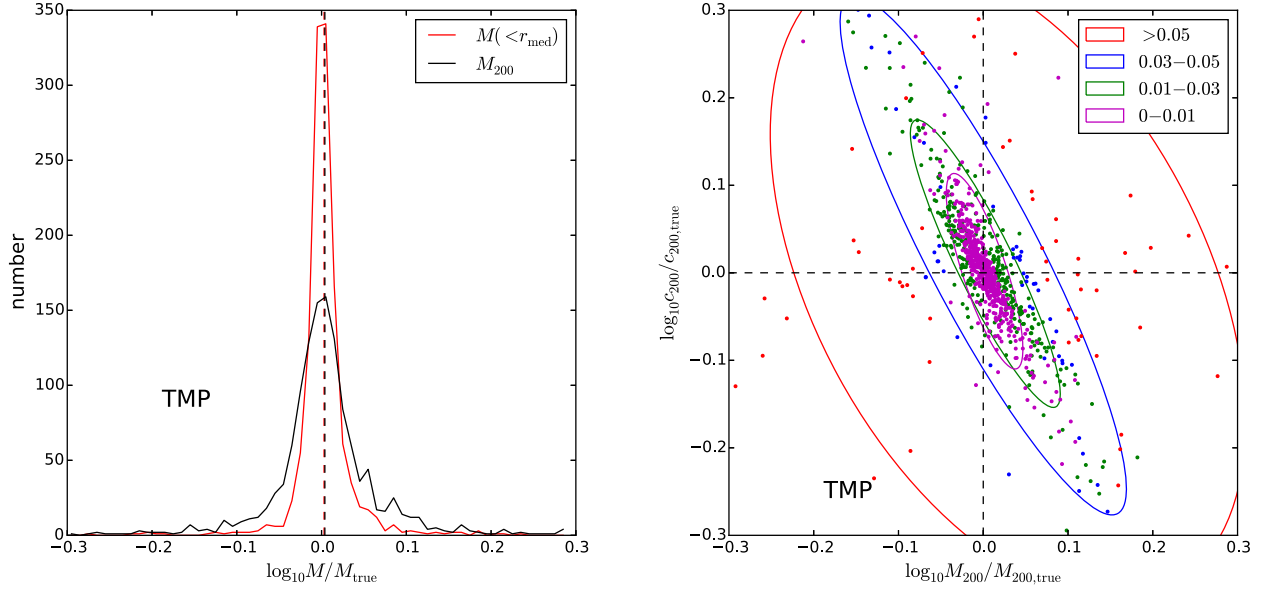 350
300
250
200
150
100
50
0
number
M(<r_med)
M_200
TMP
−0.3 −0.2 −0.1 0.0 0.1 0.2 0.3
log_10 M/M_true
0.3
0.2
0.1
0.0
−0.1
−0.2
−0.3
log_10 c_200/c_200,true
>0.05
0.03−0.05
0.01−0.03
0−0.01
TMP
−0.3 −0.2 −0.1 0.0 0.1 0.2 0.3
log_10 M_200/M_200,true